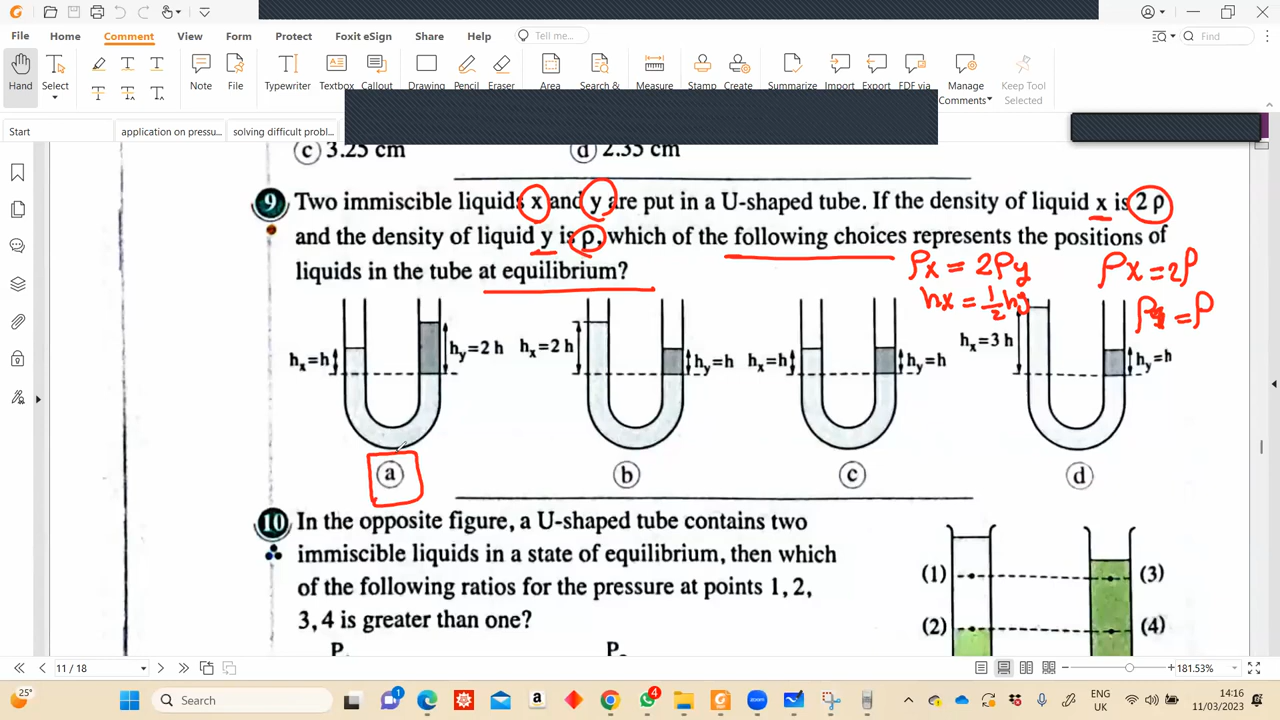 File Home Comment View Form Protect Foxit eSign Share Help Tell me... Find
Hand Select Note File Typewriter Textbox Callout Drawing Pencil Eraser Area Search & Measure Stamp Create Summarize Import Export FDF via Manage Comments Keep Tool Selected
Start application on pressu... solving difficult probl...
c 3.25 cm d 2.35 cm
9 Two immiscible liquids x and y are put in a U-shaped tube. If the density of liquid x is 2 ρ
and the density of liquid y is ρ, which of the following choices represents the positions of
liquids in the tube at equilibrium?
ρx = 2ρy ρx = 2ρ
hx = 1/2 hy ρy = ρ
hx=h hy=2 h hx=2 h hy=h hx=h hy=h hx=3 h hy=h
a b c d
10 In the opposite figure, a U-shaped tube contains two
immiscible liquids in a state of equilibrium, then which
of the following ratios for the pressure at points 1, 2,
3, 4 is greater than one?
(1) (3)
(2) (4)
11 / 18 181.53%
25° Search 1 4 ENG UK 14:16 11/03/2023